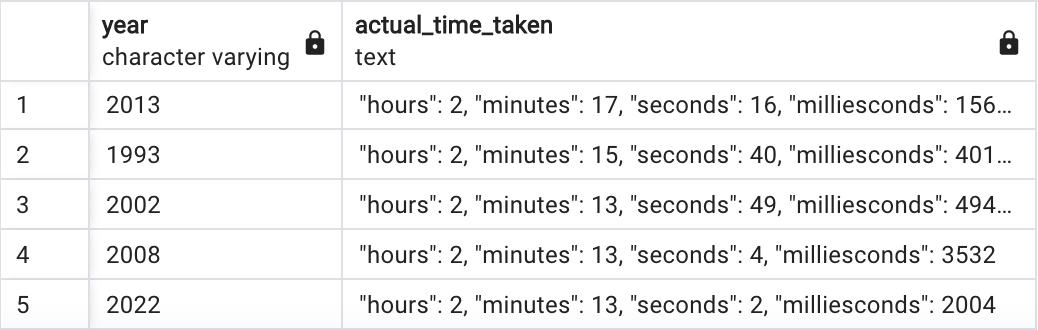 year
character varying
actual_time_taken
text
1 2013 "hours": 2, "minutes": 17, "seconds": 16, "milliesconds": 156...
2 1993 "hours": 2, "minutes": 15, "seconds": 40, "milliesconds": 401...
3 2002 "hours": 2, "minutes": 13, "seconds": 49, "milliesconds": 494...
4 2008 "hours": 2, "minutes": 13, "seconds": 4, "milliesconds": 3532
5 2022 "hours": 2, "minutes": 13, "seconds": 2, "milliesconds": 2004